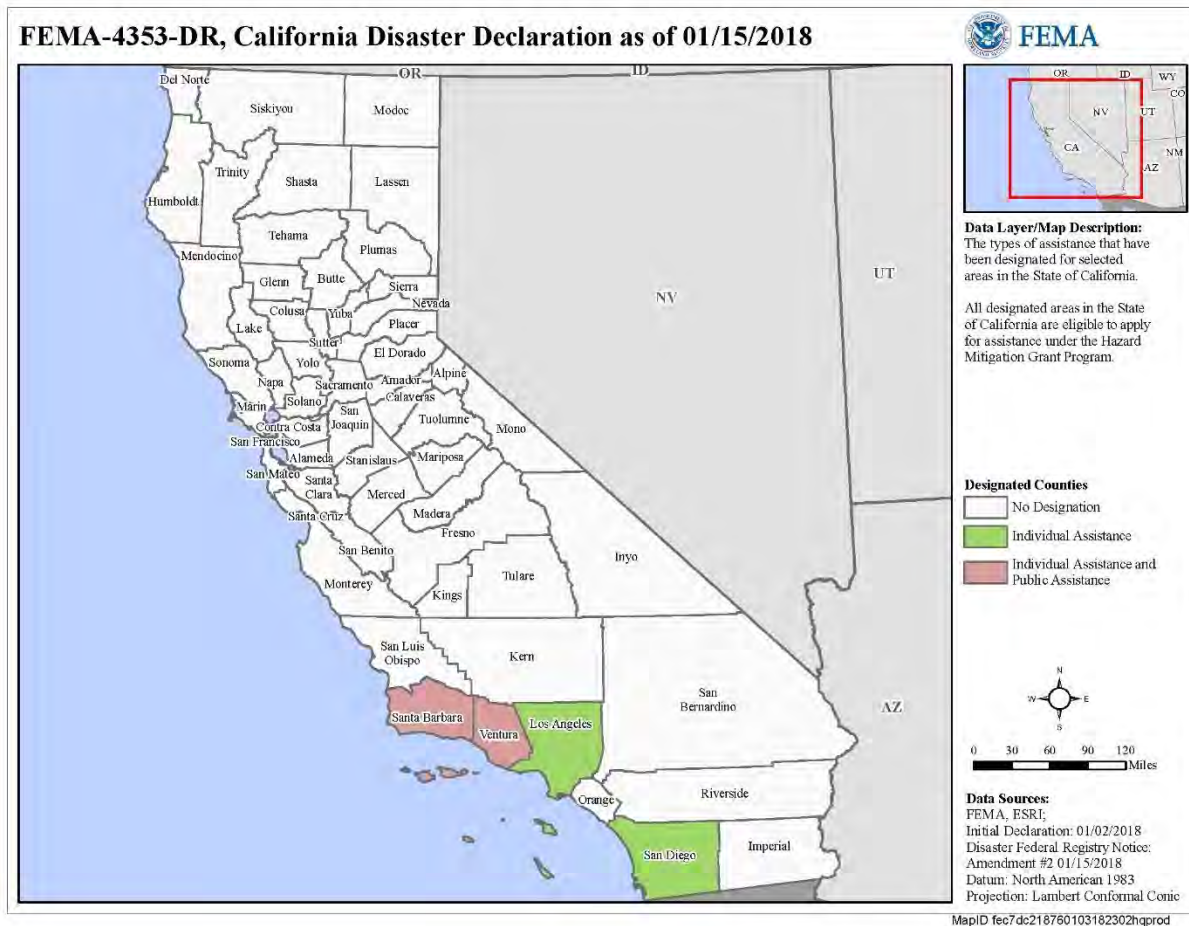 FEMA-4353-DR, California Disaster Declaration as of 01/15/2018
FEMA
OR
ID
Del Norte
Siskiyou
Modoc
Trinity
Shasta
Lassen
Humboldt
Tehama
Plumas
Mendocino
Glenn
Butte
Sierra
Nevada
Colusa
Yuba
Placer
Lake
Sutter
El Dorado
Sonoma
Yolo
Napa
Sacramento
Amador
Alpine
Calaveras
Marin
Solano
San
Joaquin
Tuolumne
Mono
Contra Costa
San Francisco
Alameda
Stanislaus
Mariposa
San Mateo
Santa
Clara
Merced
Santa Cruz
Madera
Fresno
San Benito
Monterey
Kings
Tulare
Inyo
San Luis
Obispo
Kern
San
Bernardino
Santa Barbara
Ventura
Los Angeles
Orange
Riverside
San Diego
Imperial
NV
UT
AZ
OR
ID
WY
CO
NV
UT
CA
NM
AZ
Data Layer/Map Description:
The types of assistance that have
been designated for selected
areas in the State of California.
All designated areas in the State
of California are eligible to apply
for assistance under the Hazard
Mitigation Grant Program.
Designated Counties
No Designation
Individual Assistance
Individual Assistance and
Public Assistance
N
W
E
S
0 30 60 90 120
Miles
Data Sources:
FEMA, ESRI;
Initial Declaration: 01/02/2018
Disaster Federal Registry Notice:
Amendment #2 01/15/2018
Datum: North American 1983
Projection: Lambert Conformal Conic
MapID fec7dc218760103182302hqprod